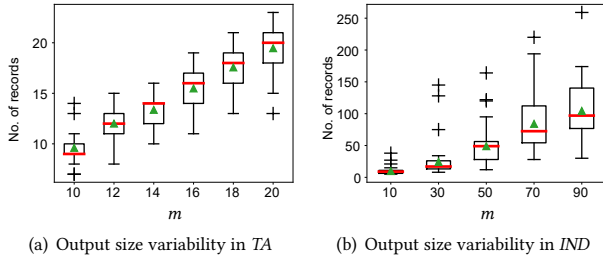 No. of records
20
15
10
10 12 14 16 18 20
m
(a) Output size variability in TA
No. of records
250
200
150
100
50
0
10 30 50 70 90
m
(b) Output size variability in IND